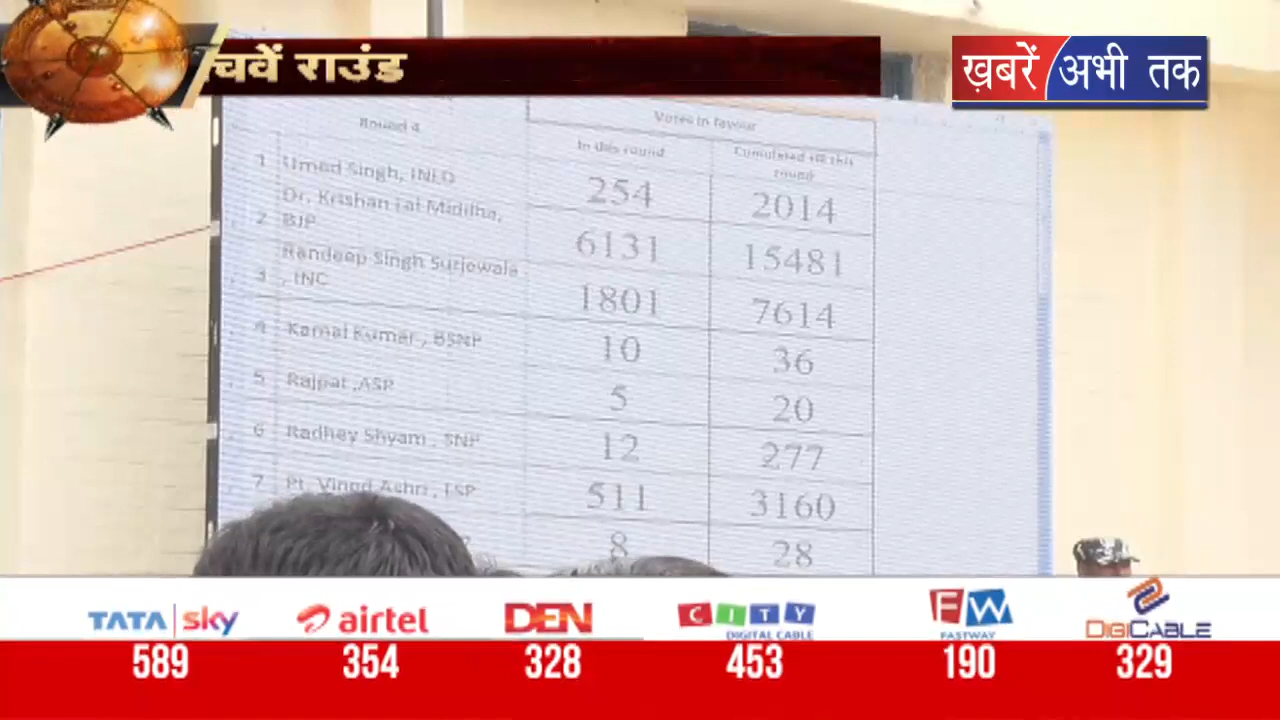 चवें राउंड
ख़बरें अभी तक
Round 4
Votes in favour
In this round
Cumulated till this round
1 Umed Singh, INLD 254 2014
2 Dr. Krishan Lal Middha, BJP 6131 15481
3 Randeep Singh Surjewala, INC 1801 7614
4 Kamal Kumar, BSNP 10 36
5 Rajpat, ASP 5 20
6 Radhey Shyam, SNP 12 277
7 Pt. Vinod Ashri, 511 3160
8 28
TATA sky airtel DEN CITY DIGITAL CABLE FW FASTWAY DIGICABLE
589 354 328 453 190 329